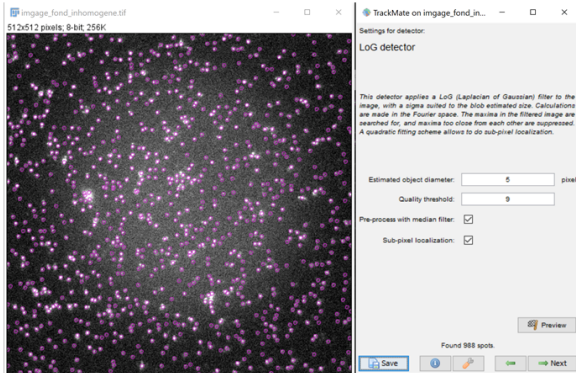 imgage_fond_inhomogene.tif
512x512 pixels; 8-bit; 256K
TrackMate on imgage_fond_in...
Settings for detector:
LoG detector
This detector applies a LoG (Laplacian of Gaussian) filter to the
image, with a sigma suited to the blob estimated size. Calculations
are made in the Fourier space. The maxima in the filtered image are
searched for, and maxima too close from each other are suppressed.
A quadratic fitting scheme allows to do sub-pixel localization.
Estimated object diameter: 5 pixel
Quality threshold: 9
Pre-process with median filter:
Sub-pixel localization:
Preview
Found 988 spots.
Save
Next